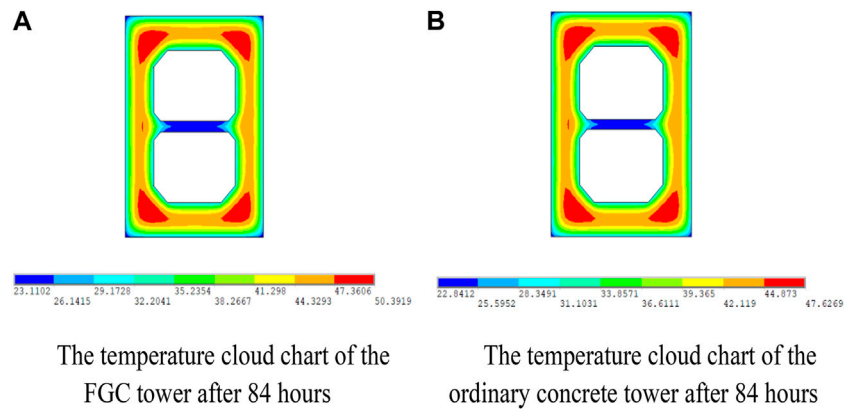 A
B
23.1102 29.1728 35.2354 41.298 47.3606
26.1415 32.2041 38.2667 44.3293 50.3919
22.8412 28.3491 33.8571 39.365 44.873
25.5952 31.1031 36.6111 42.119 47.6269
The temperature cloud chart of the
FGC tower after 84 hours
The temperature cloud chart of the
ordinary concrete tower after 84 hours